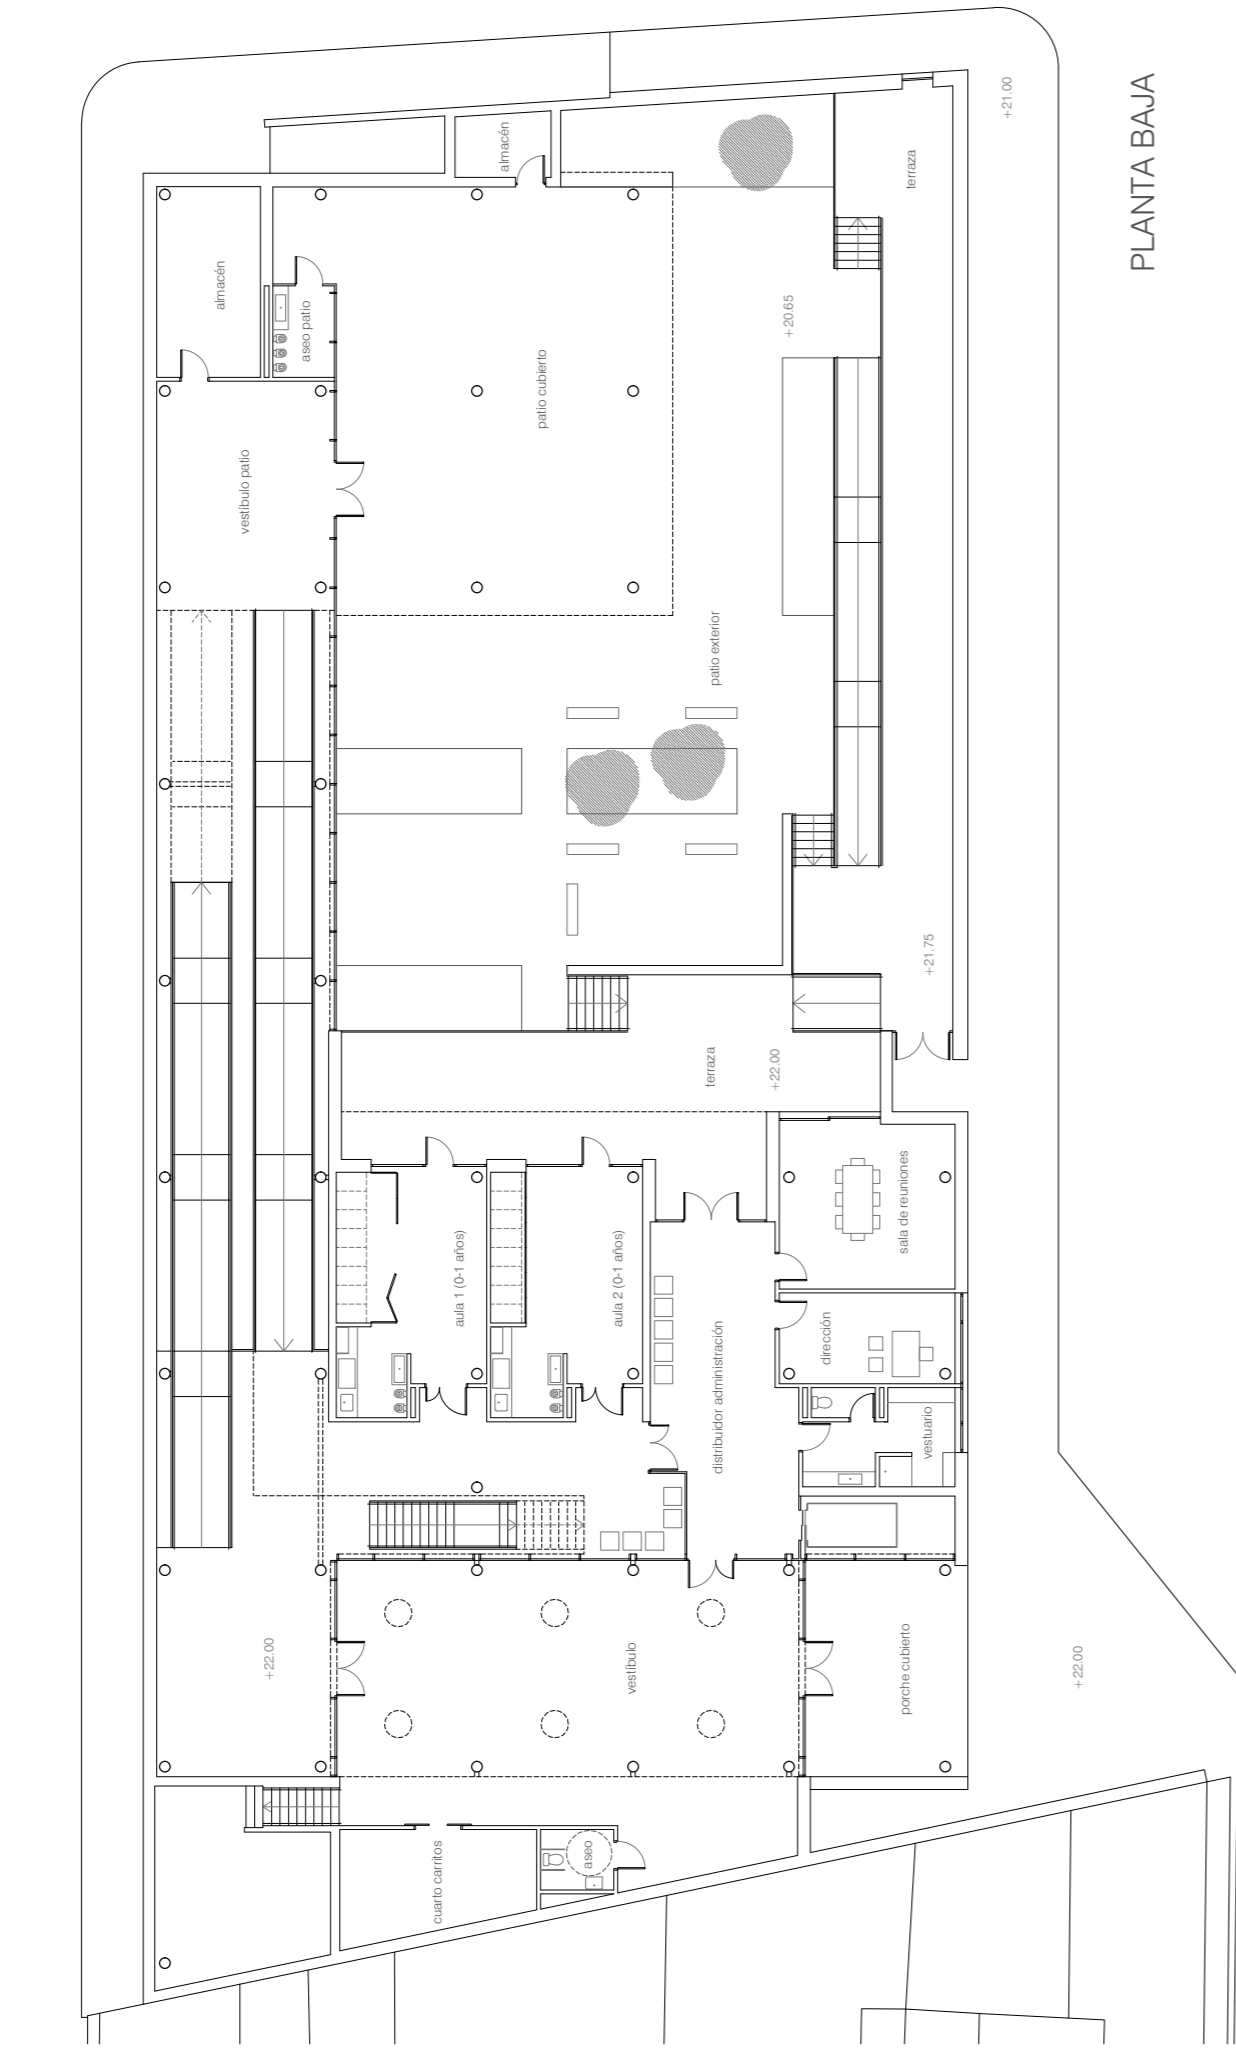 PLANTA BAJA
+21.00
terraza
almacén
almacén
aseo patio
+20.65
patio cubierto
vestíbulo patio
patio exterior
+21.75
terraza
+22.00
sala de reuniones
aula 1 (0-1 años)
aula 2 (0-1 años)
dirección
distribuidor administración
vestuario
+22.00
vestíbulo
porche cubierto
+22.00
cuarto carritos
aseo